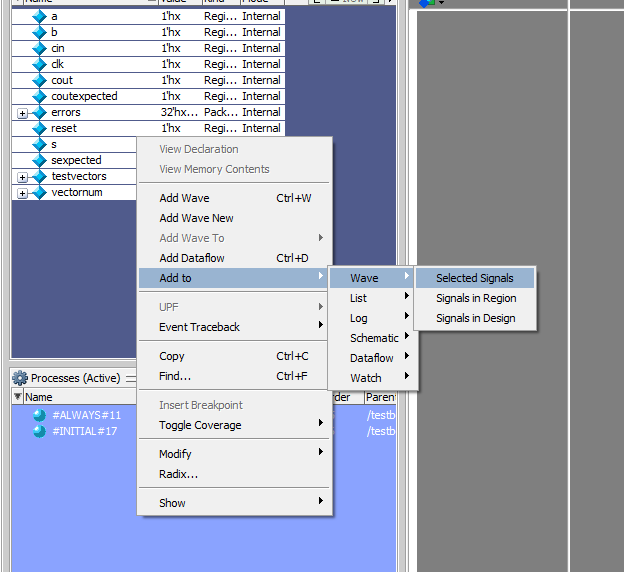 Name Value Kind Mode
a 1'hx Regi... Internal
b 1'hx Regi... Internal
cin 1'hx Regi... Internal
clk 1'hx Regi... Internal
cout 1'hx Regi... Internal
coutexpected 1'hx Regi... Internal
errors 32'hx... Pack... Internal
reset 1'hx Regi... Internal
s
sexpected
testvectors
vectornum
View Declaration
View Memory Contents
Add Wave Ctrl+W
Add Wave New
Add Wave To
Add Dataflow Ctrl+D
Add to
UPF
Event Traceback
Copy Ctrl+C
Find... Ctrl+F
Insert Breakpoint
Toggle Coverage
Modify
Radix...
Show
Wave
List
Log
Schematic
Dataflow
Watch
Selected Signals
Signals in Region
Signals in Design
Processes (Active)
Name rder Paren
#ALWAYS#11 /testb
#INITIAL#17 /testb